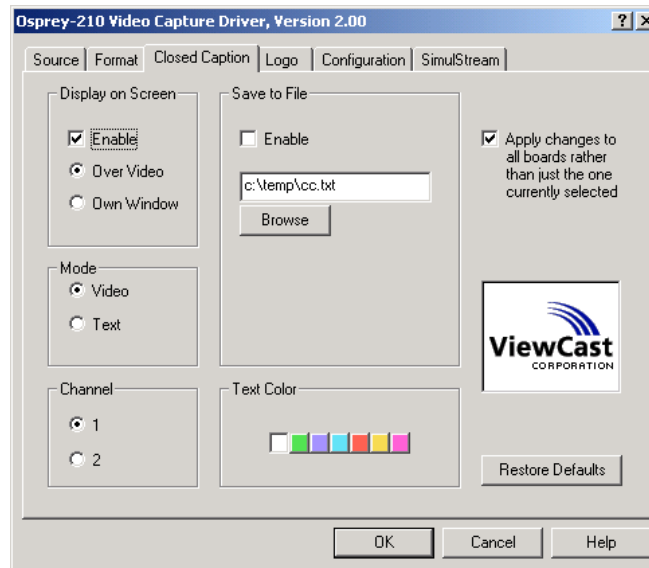 Osprey-210 Video Capture Driver, Version 2.00
Source
Format
Closed Caption
Logo
Configuration
SimulStream
Display on Screen
Enable
Over Video
Own Window
Save to File
Enable
c:\temp\cc.txt
Browse
Apply changes to
all boards rather
than just the one
currently selected
Mode
Video
Text
ViewCast
CORPORATION
Channel
1
2
Text Color
Restore Defaults
OK
Cancel
Help